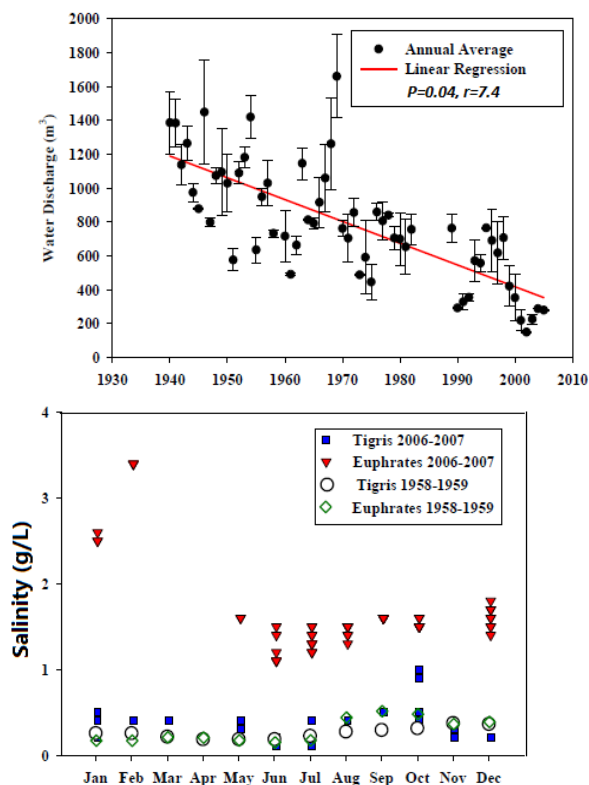 2000
1800
1600
1400
1200
1000
800
600
400
200
0
Water Discharge (m³)
Annual Average
Linear Regression
P=0.04, r=7.4
1930 1940 1950 1960 1970 1980 1990 2000 2010
4
3
2
1
0
Salinity (g/L)
Tigris 2006-2007
Euphrates 2006-2007
Tigris 1958-1959
Euphrates 1958-1959
Jan Feb Mar Apr May Jun Jul Aug Sep Oct Nov Dec